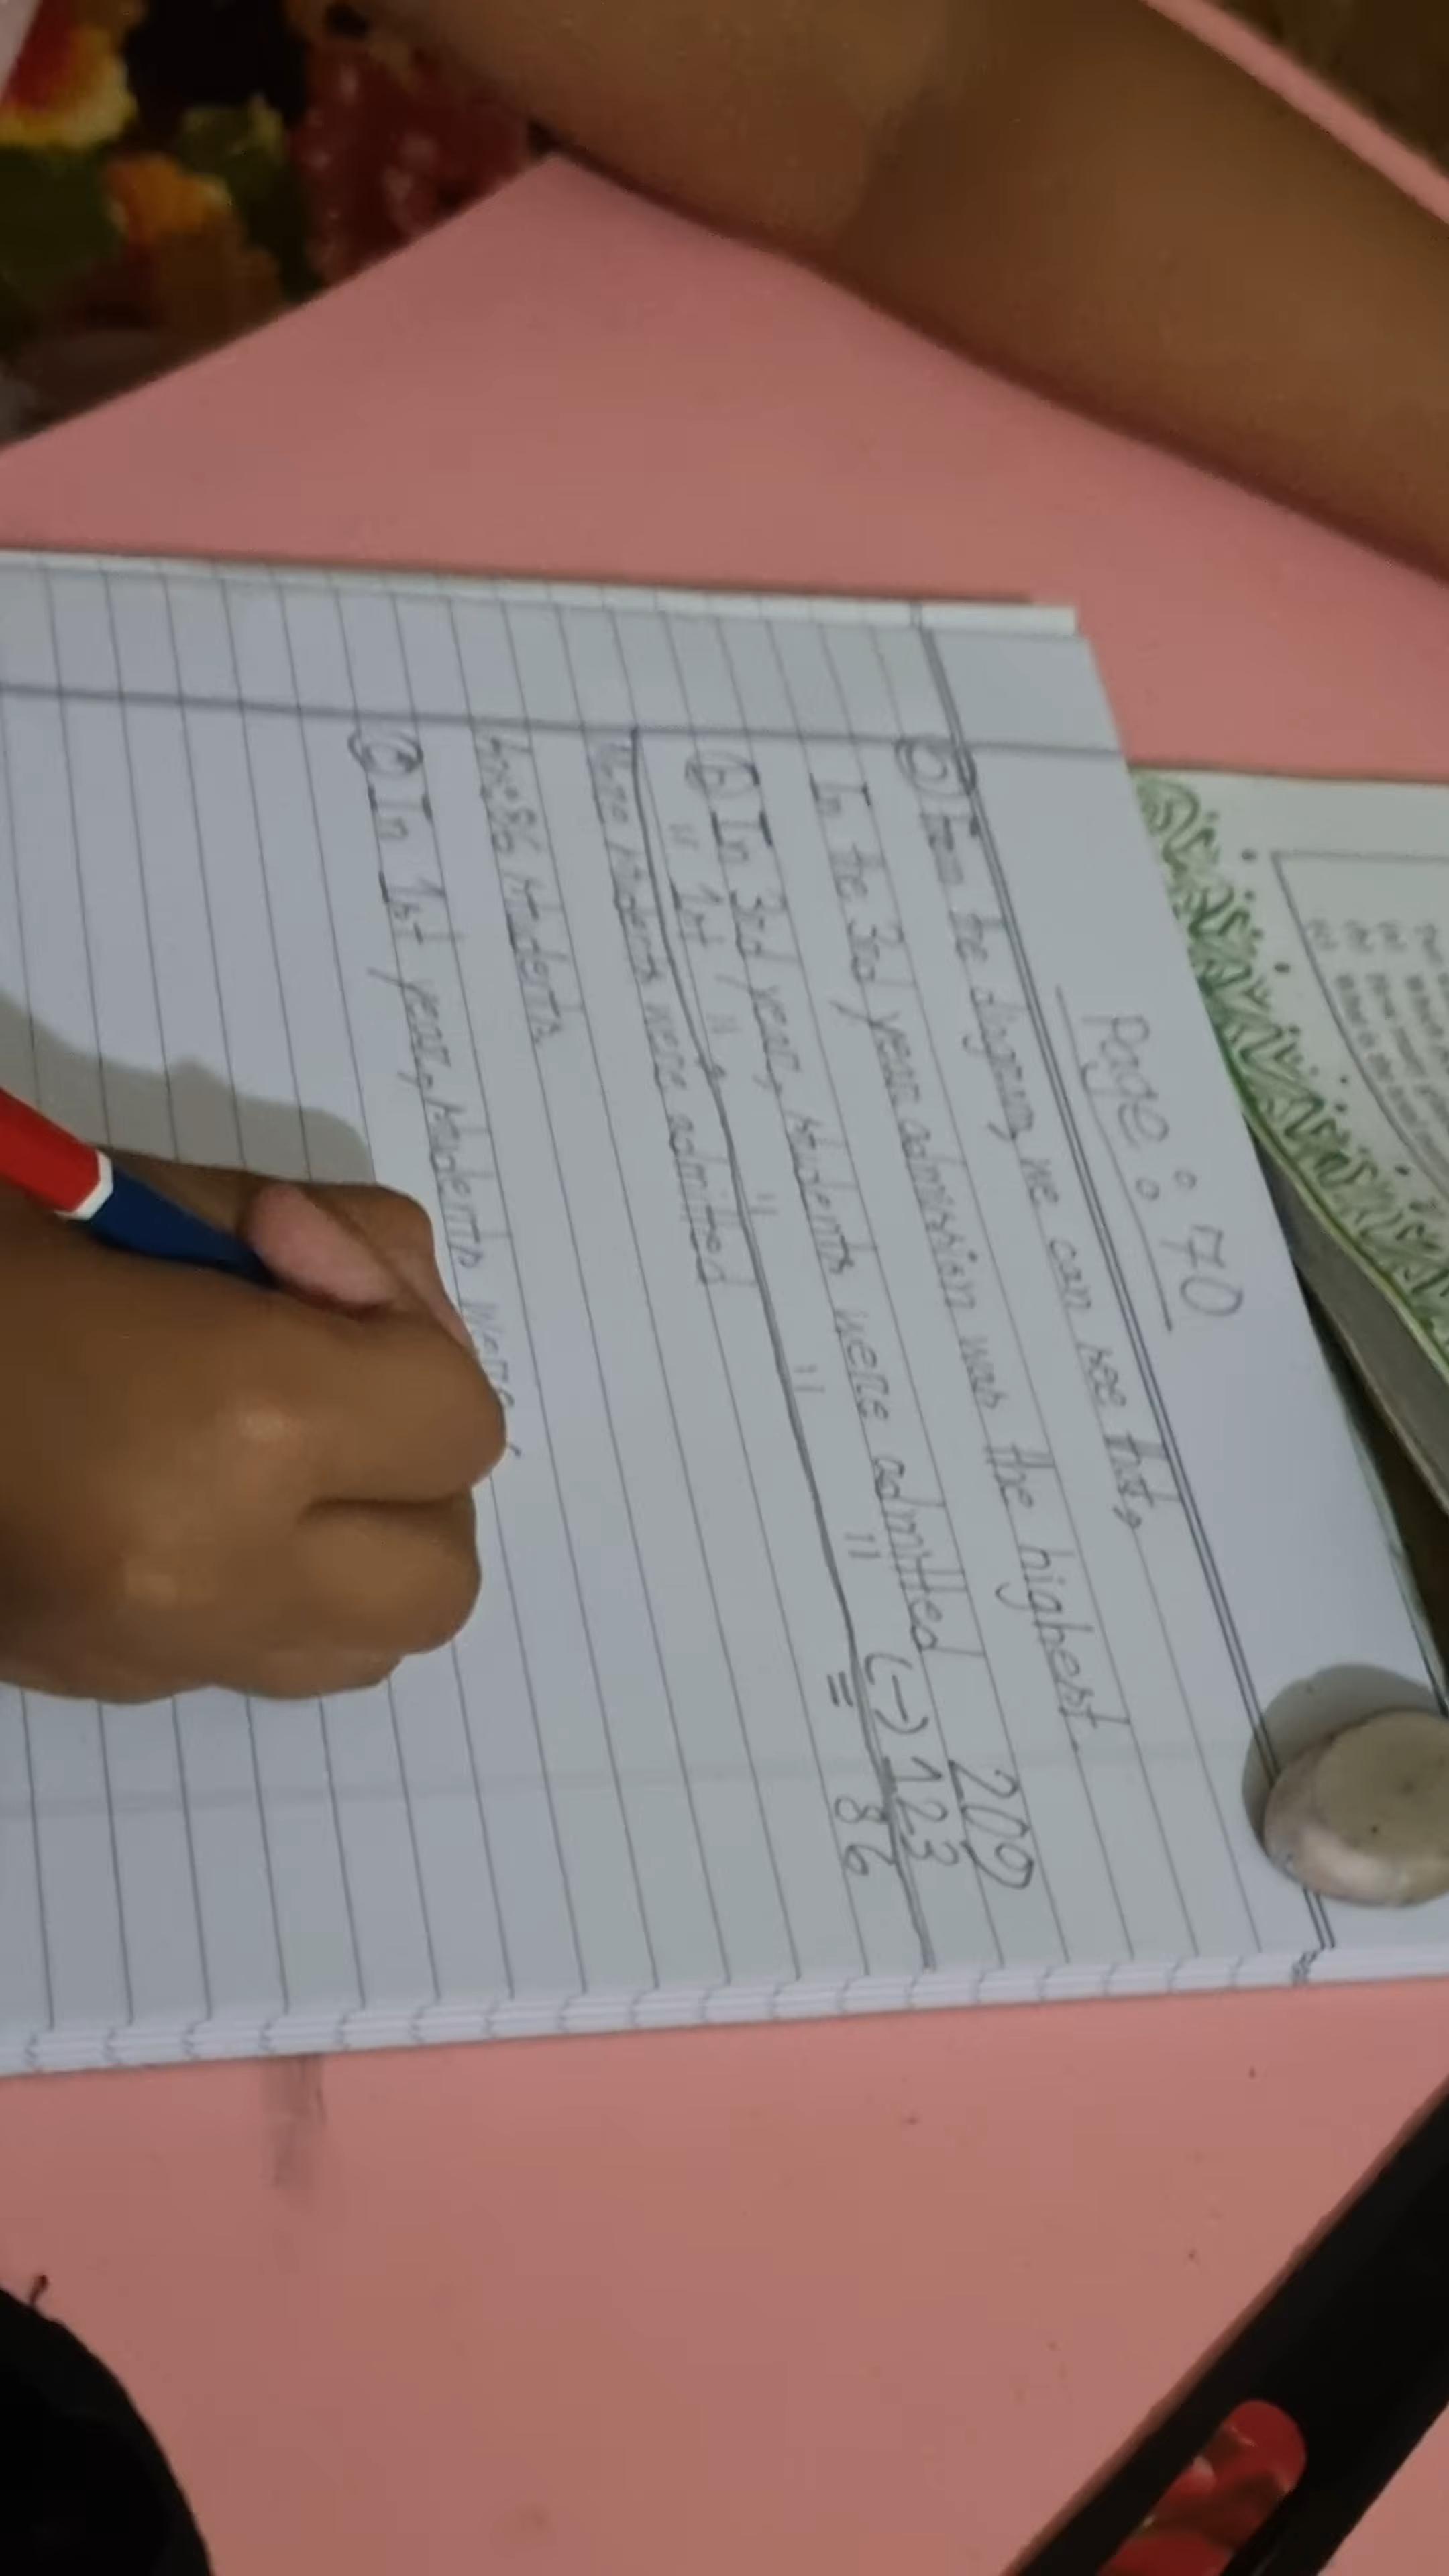 Page : 70
(a) From the diagram, we can see that,
In the 3rd year admission was the highest.
(b) In 3rd year, students were admitted 209
" 1st " " " " (-) 123
= 86
More students were admitted
Ans: 86 students
(c) In 1st year, students were